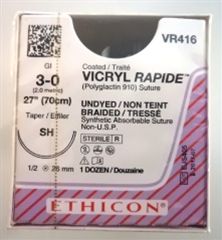 VR416
GI
Coated / Traité
3-0
(2,0 metric)
VICRYL RAPIDE™
(Polyglactin 910) Suture
27" (70cm)
UNDYED / NON TEINT
BRAIDED / TRESSÉ
Taper / Effiler
Synthetic Absorbable Suture
Non-U.S.P.
SH
STERILE R
1/2 26 mm
1 DOZEN / Douzaine
ETHICON